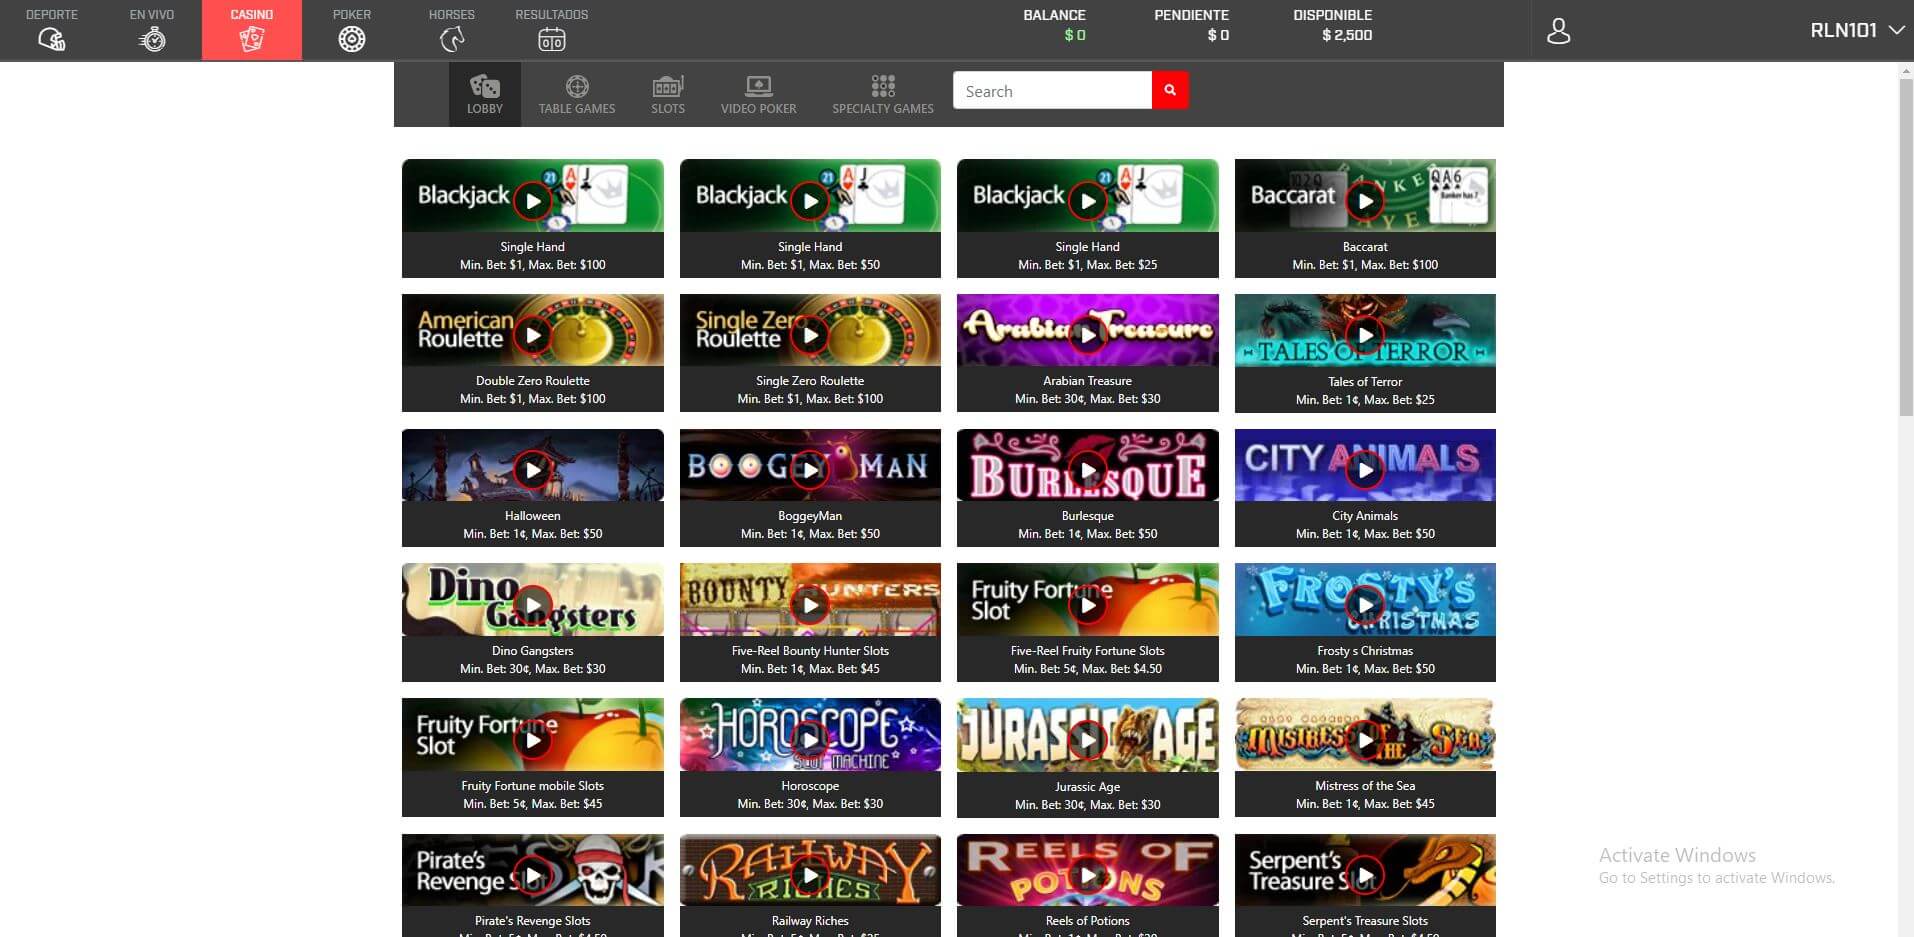 DEPORTE
EN VIVO
CASINO
POKER
HORSES
RESULTADOS
BALANCE
$ 0
PENDIENTE
$ 0
DISPONIBLE
$ 2,500
RLN101
LOBBY
TABLE GAMES
SLOTS
VIDEO POKER
SPECIALTY GAMES
Search
Blackjack
21 A J
Single Hand
Min. Bet: $1, Max. Bet: $100
Blackjack
21 A J
Single Hand
Min. Bet: $1, Max. Bet: $50
Blackjack
21 A J
Single Hand
Min. Bet: $1, Max. Bet: $25
Baccarat
Q A 6
Banker has 7
Baccarat
Min. Bet: $1, Max. Bet: $100
American
Roulette
Double Zero Roulette
Min. Bet: $1, Max. Bet: $100
Single Zero
Roulette
Single Zero Roulette
Min. Bet: $1, Max. Bet: $100
Arabian Treasure
Arabian Treasure
Min. Bet: 30¢, Max. Bet: $30
TALES OF TERROR
Tales of Terror
Min. Bet: 1¢, Max. Bet: $25
Halloween
Min. Bet: 1¢, Max. Bet: $50
BOOGEYMAN
BoggeyMan
Min. Bet: 1¢, Max. Bet: $50
BURLESQUE
Burlesque
Min. Bet: 1¢, Max. Bet: $50
CITY ANIMALS
City Animals
Min. Bet: 1¢, Max. Bet: $50
Dino
Gangsters
Dino Gangsters
Min. Bet: 30¢, Max. Bet: $30
BOUNTY HUNTERS
Five-Reel Bounty Hunter Slots
Min. Bet: 1¢, Max. Bet: $45
Fruity Fortune
Slot
Five-Reel Fruity Fortune Slots
Min. Bet: 5¢, Max. Bet: $4.50
FROSTY'S
CHRISTMAS
Frosty s Christmas
Min. Bet: 1¢, Max. Bet: $50
Fruity Fortune
Slot
Fruity Fortune mobile Slots
Min. Bet: 5¢, Max. Bet: $45
HOROSCOPE
SLOT MACHINE
Horoscope
Min. Bet: 30¢, Max. Bet: $30
JURASSIC AGE
Jurassic Age
Min. Bet: 30¢, Max. Bet: $30
SLOT MACHINE
MISTRESS OF THE SEA
Mistress of the Sea
Min. Bet: 1¢, Max. Bet: $45
Pirate's
Revenge Slot
Pirate's Revenge Slots
RAILWAY
RICHES
Railway Riches
REELS OF
POTIONS
Reels of Potions
Serpent's
Treasure Slot
Serpent's Treasure Slots
Activate Windows
Go to Settings to activate Windows.